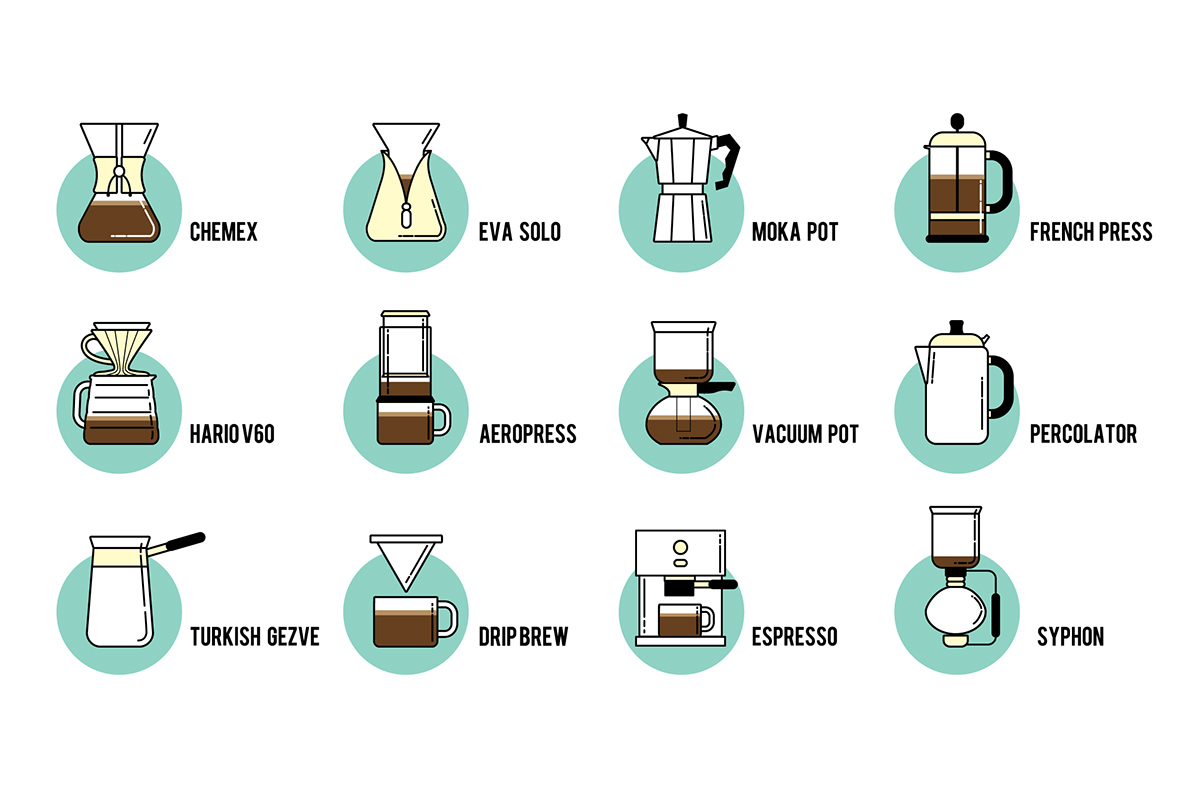 CHEMEX
EVA SOLO
MOKA POT
FRENCH PRESS
HARIO V60
AEROPRESS
VACUUM POT
PERCOLATOR
TURKISH GEZVE
DRIP BREW
ESPRESSO
SYPHON